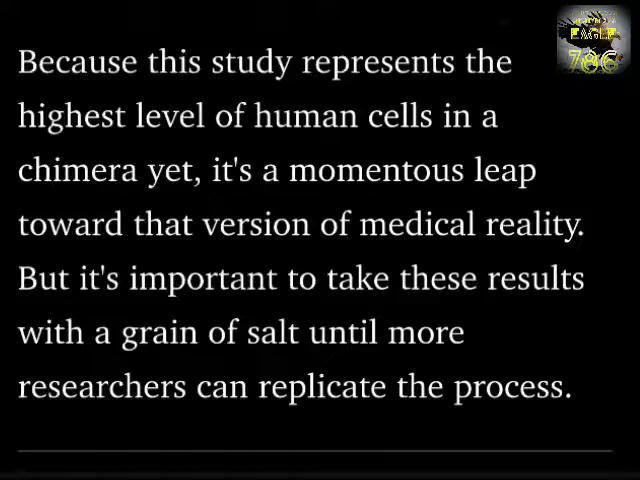 EAGLE
786
Because this study represents the
highest level of human cells in a
chimera yet, it's a momentous leap
toward that version of medical reality.
But it's important to take these results
with a grain of salt until more
researchers can replicate the process.